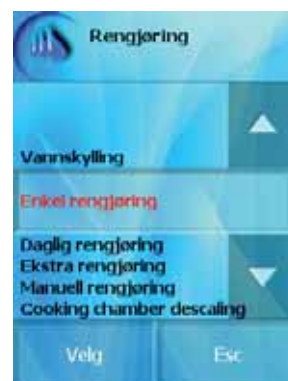 Rengjøring
Vannskylling
Enkel rengjøring
Daglig rengjøring
Ekstra rengjøring
Manuell rengjøring
Cooking chamber descaling
Velg
Esc